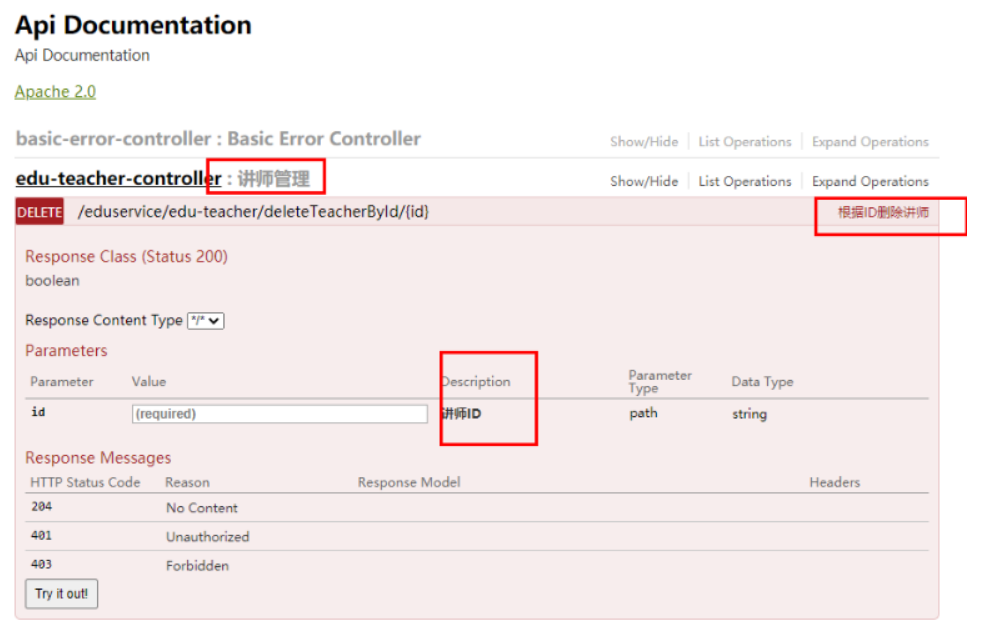 Api Documentation
Api Documentation
Apache 2.0
basic-error-controller : Basic Error Controller Show/Hide List Operations Expand Operations
edu-teacher-controller : 讲师管理 Show/Hide List Operations Expand Operations
DELETE /eduservice/edu-teacher/deleteTeacherById/{id} 根据ID删除讲师
Response Class (Status 200)
boolean
Response Content Type */*
Parameters
Parameter Value Description Parameter Type Data Type
id (required) 讲师ID path string
Response Messages
HTTP Status Code Reason Response Model Headers
204 No Content
401 Unauthorized
403 Forbidden
Try it out!